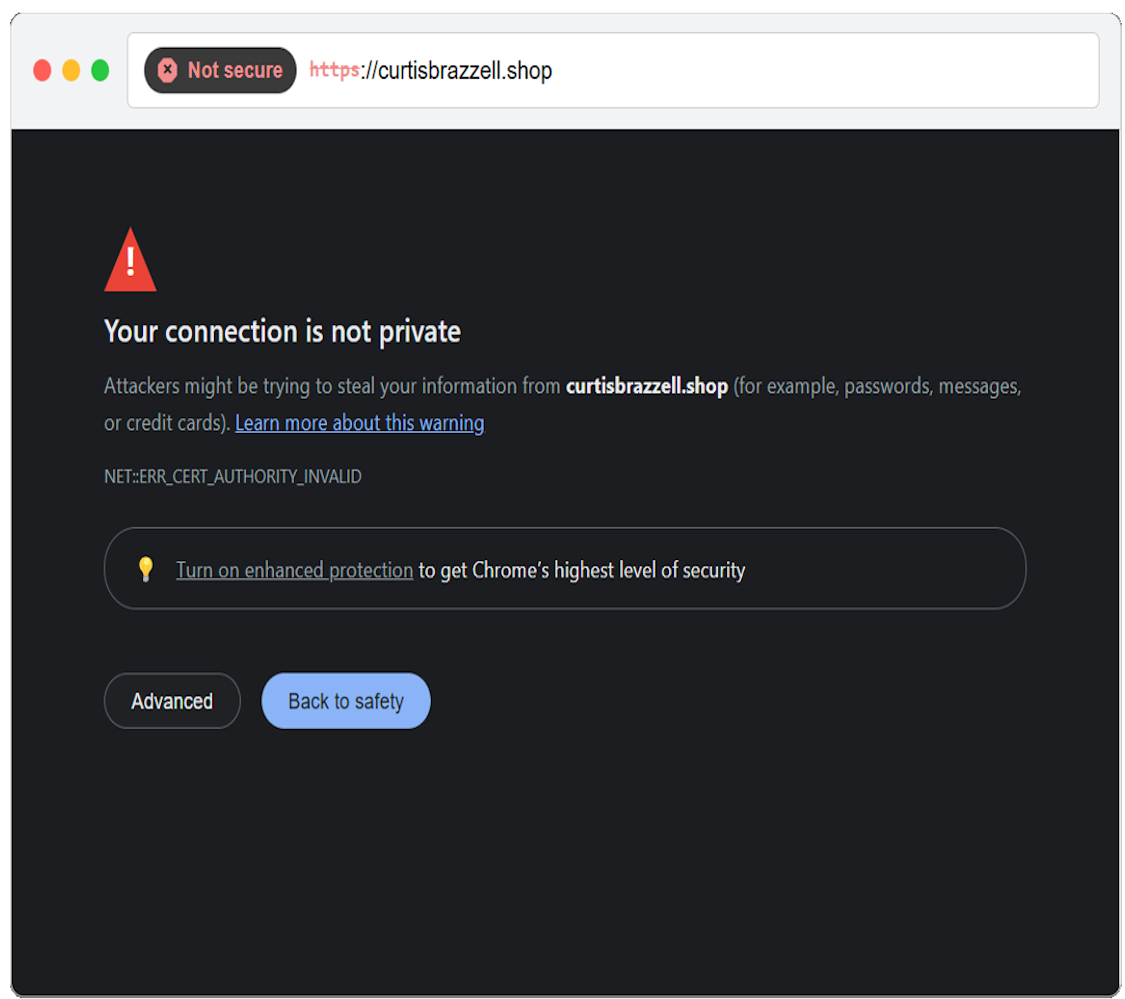 Not secure https://curtisbrazzell.shop
!
Your connection is not private
Attackers might be trying to steal your information from curtisbrazzell.shop (for example, passwords, messages,
or credit cards). Learn more about this warning
NET::ERR_CERT_AUTHORITY_INVALID
Turn on enhanced protection to get Chrome's highest level of security
Advanced Back to safety